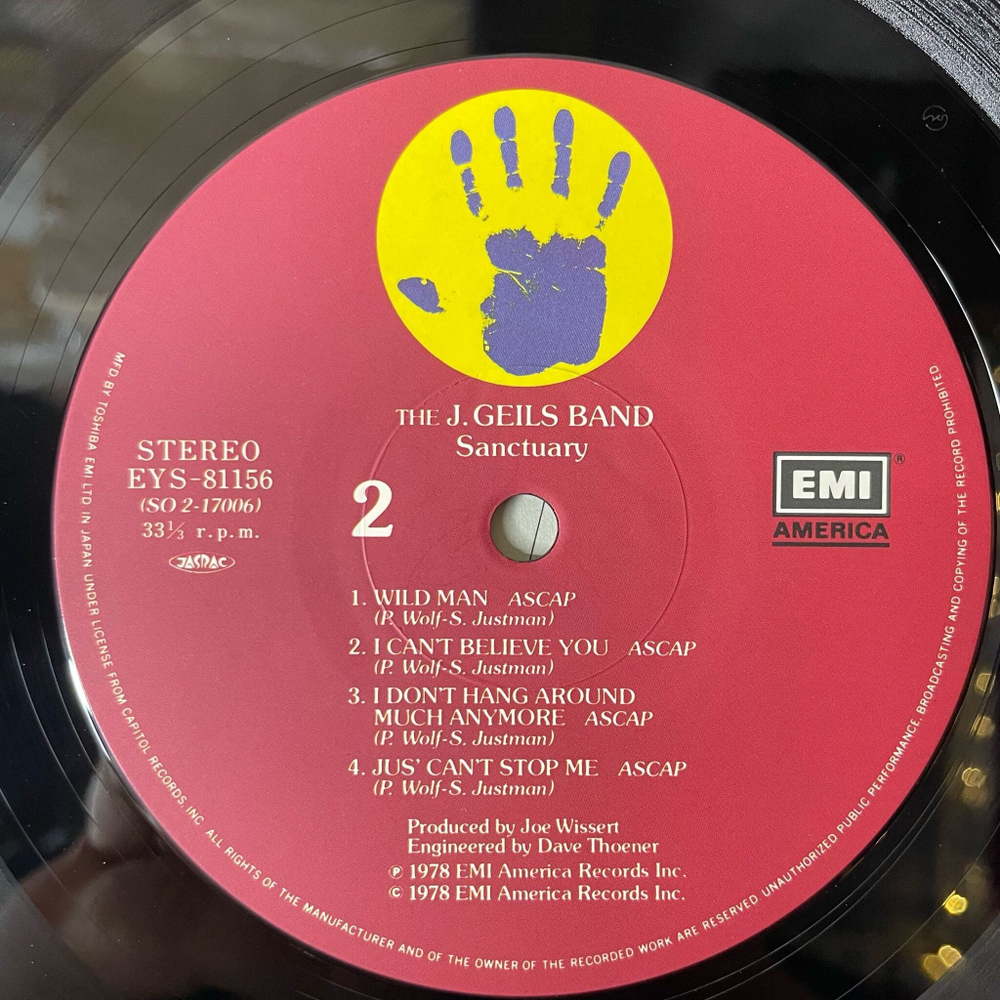 THE J. GEILS BAND
Sanctuary
STEREO
EYS-81156
(SO 2-17006)
33⅓ r.p.m.
JASRAC
2
EMI®
AMERICA
1. WILD MAN ASCAP
(P. Wolf-S. Justman)
2. I CAN'T BELIEVE YOU ASCAP
(P. Wolf-S. Justman)
3. I DON'T HANG AROUND
MUCH ANYMORE ASCAP
(P. Wolf-S. Justman)
4. JUS' CAN'T STOP ME ASCAP
(P. Wolf-S. Justman)
Produced by Joe Wissert
Engineered by Dave Thoener
℗ 1978 EMI America Records Inc.
© 1978 EMI America Records Inc.
MFD. BY TOSHIBA EMI LTD. IN JAPAN UNDER LICENSE FROM CAPITOL RECORDS, INC. ALL RIGHTS OF THE MANUFACTURER AND OF THE OWNER OF THE RECORDED WORK ARE RESERVED UNAUTHORIZED PUBLIC PERFORMANCE. BROADCASTING AND COPYING OF THE RECORD PROHIBITED